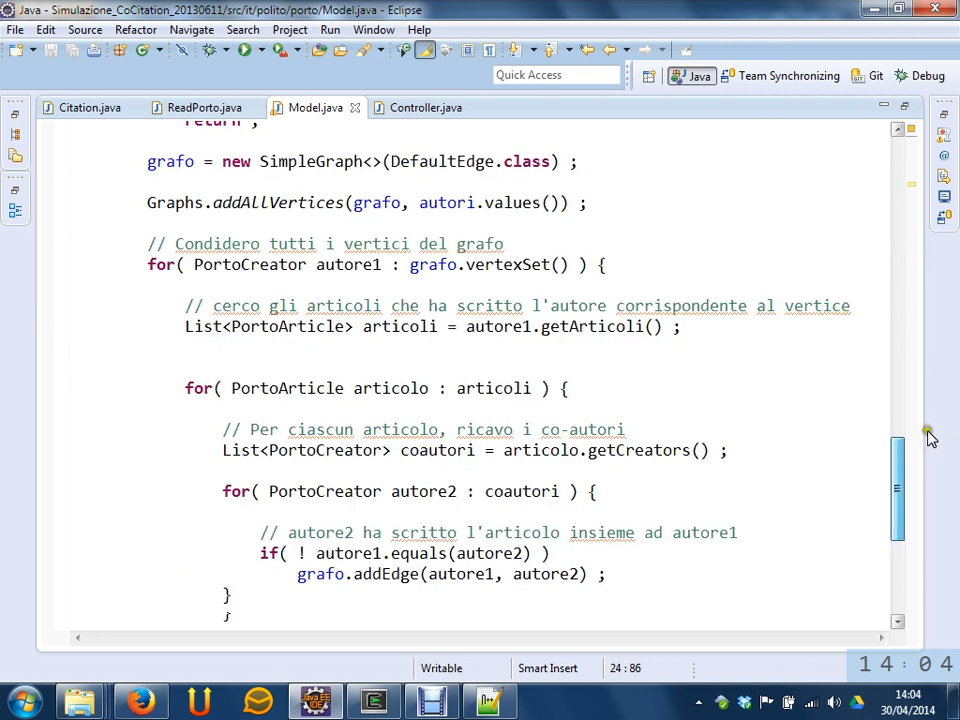 Java - Simulazione_CoCitation_20130611/src/it/polito/porto/Model.java - Eclipse
File Edit Source Refactor Navigate Search Project Run Window Help
Quick Access
Java Team Synchronizing Git Debug
Citation.java ReadPorto.java Model.java Controller.java
return ;
grafo = new SimpleGraph<>(DefaultEdge.class) ;
Graphs.addAllVertices(grafo, autori.values()) ;
// Condidero tutti i vertici del grafo
for( PortoCreator autore1 : grafo.vertexSet() ) {
// cerco gli articoli che ha scritto l'autore corrispondente al vertice
List<PortoArticle> articoli = autore1.getArticoli() ;
for( PortoArticle articolo : articoli ) {
// Per ciascun articolo, ricavo i co-autori
List<PortoCreator> coautori = articolo.getCreators() ;
for( PortoCreator autore2 : coautori ) {
// autore2 ha scritto l'articolo insieme ad autore1
if( ! autore1.equals(autore2) )
grafo.addEdge(autore1, autore2) ;
}
}
Writable Smart Insert 24 : 86
14:04
Java EE
IDE
14:04
30/04/2014